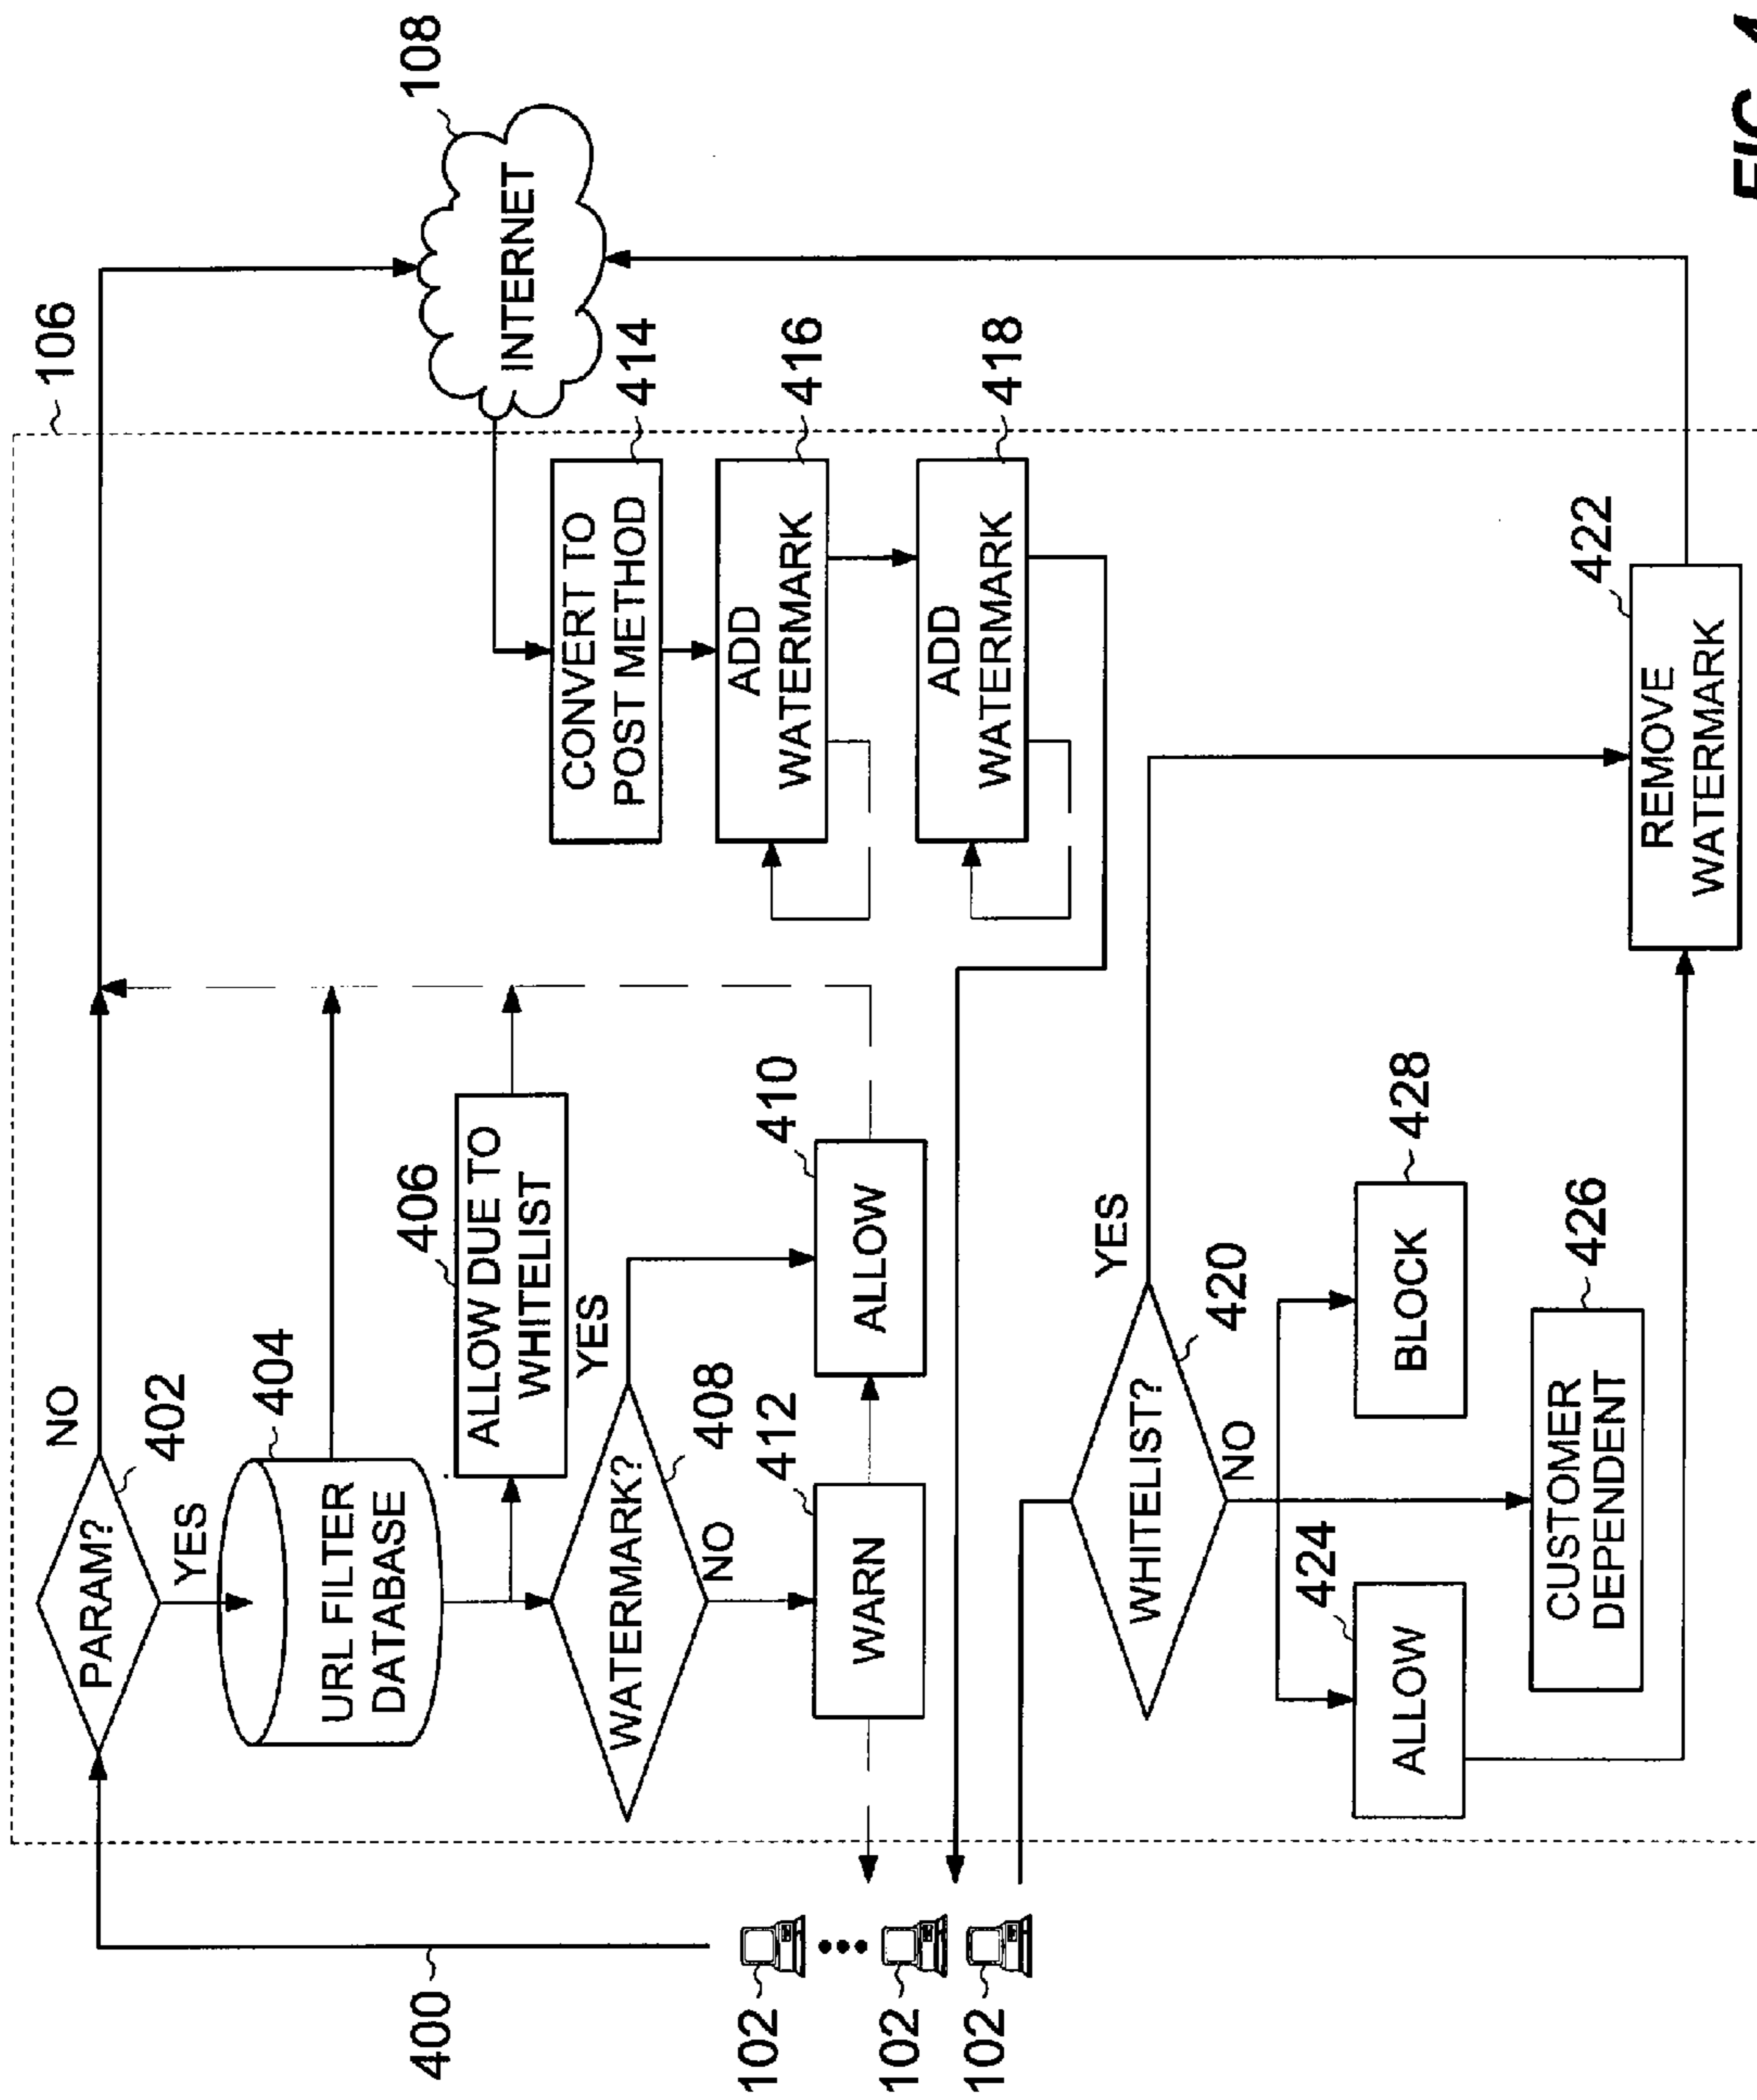 106
NO
PARAM?
402
YES
404
URL FILTER
DATABASE
406
ALLOW DUE TO
WHITELIST
YES
WATERMARK?
408
NO
412
WARN
410
ALLOW
108
INTERNET
414
CONVERT TO
POST METHOD
416
ADD
WATERMARK
418
ADD
WATERMARK
400
102
102
102
YES
WHITELIST?
420
NO
424
ALLOW
428
BLOCK
426
CUSTOMER
DEPENDENT
422
REMOVE
WATERMARK
FIG. 4